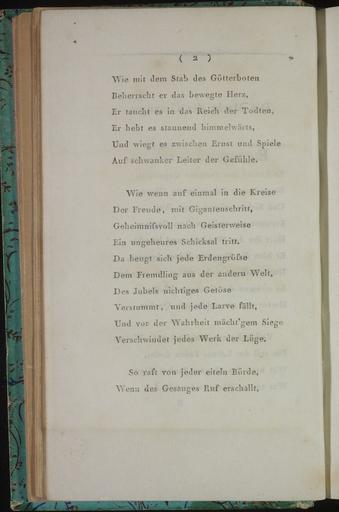 ( 2 )
Wie mit dem Stab des Götterboten
Beherrscht er das bewegte Herz,
Er taucht es in das Reich der Todten,
Er hebt es staunend himmelwärts,
Und wiegt es zwischen Ernst und Spiele
Auf schwanker Leiter der Gefühle.
Wie wenn auf einmal in die Kreise
Der Freude, mit Gigantenschritt,
Geheimnifsvoll nach Geisterweise
Ein ungeheures Schicksal tritt.
Da beugt sich jede Erdengröfse
Dem Fremdling aus der andern Welt,
Des Jubels nichtiges Getöse
Verstummt, und jede Larve fällt,
Und vor der Wahrheit mächt'gem Siege
Verschwindet jedes Werk der Lüge.
So raft von jeder eiteln Bürde,
Wenn des Gesanges Ruf erschallt,